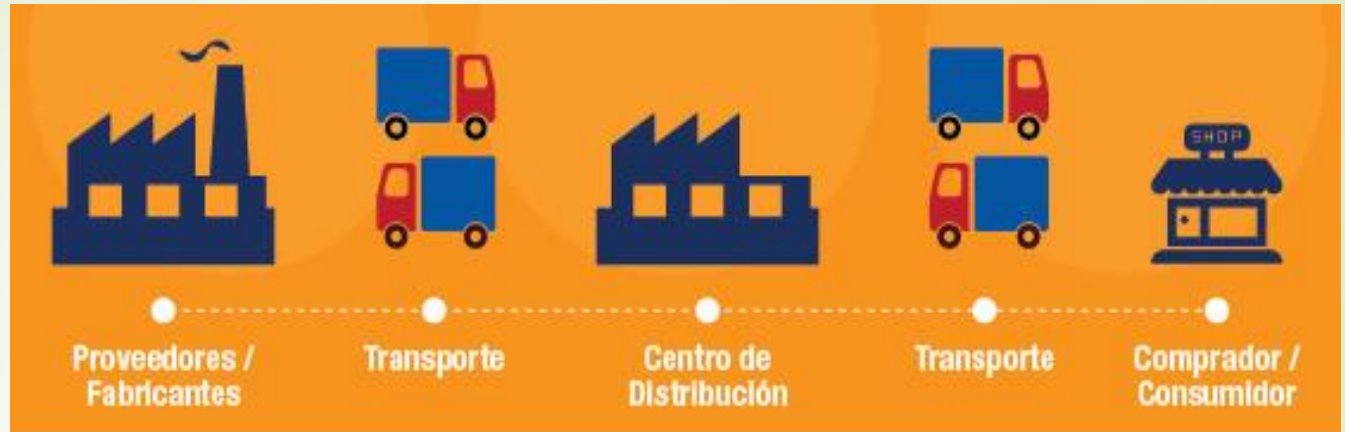 SHOP
Proveedores /
Fabricantes
Transporte
Centro de
Distribución
Transporte
Comprador /
Consumidor